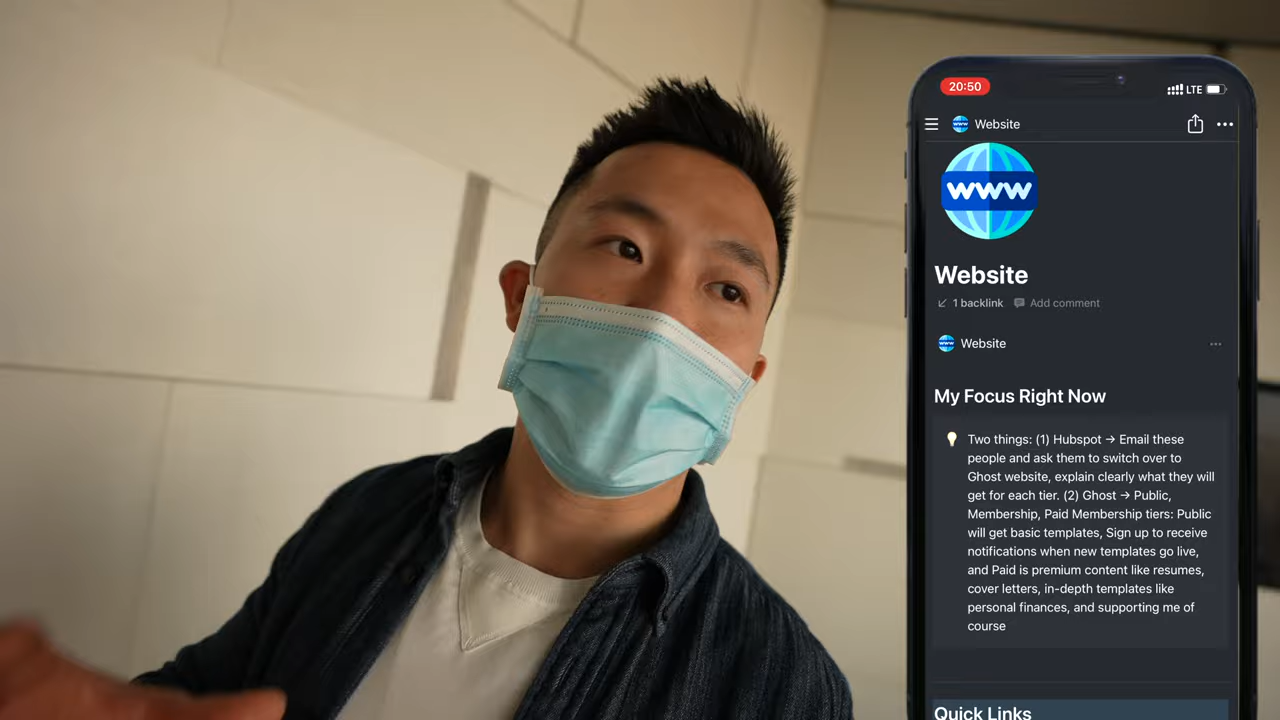 20:50
LTE
www Website
www
Website
1 backlink Add comment
www Website
My Focus Right Now
Two things: (1) Hubspot → Email these
people and ask them to switch over to
Ghost website, explain clearly what they will
get for each tier. (2) Ghost → Public,
Membership, Paid Membership tiers: Public
will get basic templates, Sign up to receive
notifications when new templates go live,
and Paid is premium content like resumes,
cover letters, in-depth templates like
personal finances, and supporting me of
course
Quick Links